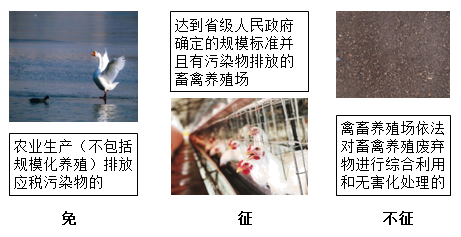 达到省级人民政府
确定的规模标准并
且有污染物排放的
畜禽养殖场
农业生产（不包括
规模化养殖）排放
应税污染物的
禽畜养殖场依法
对畜禽养殖废弃
物进行综合利用
和无害化处理的
免
征
不征